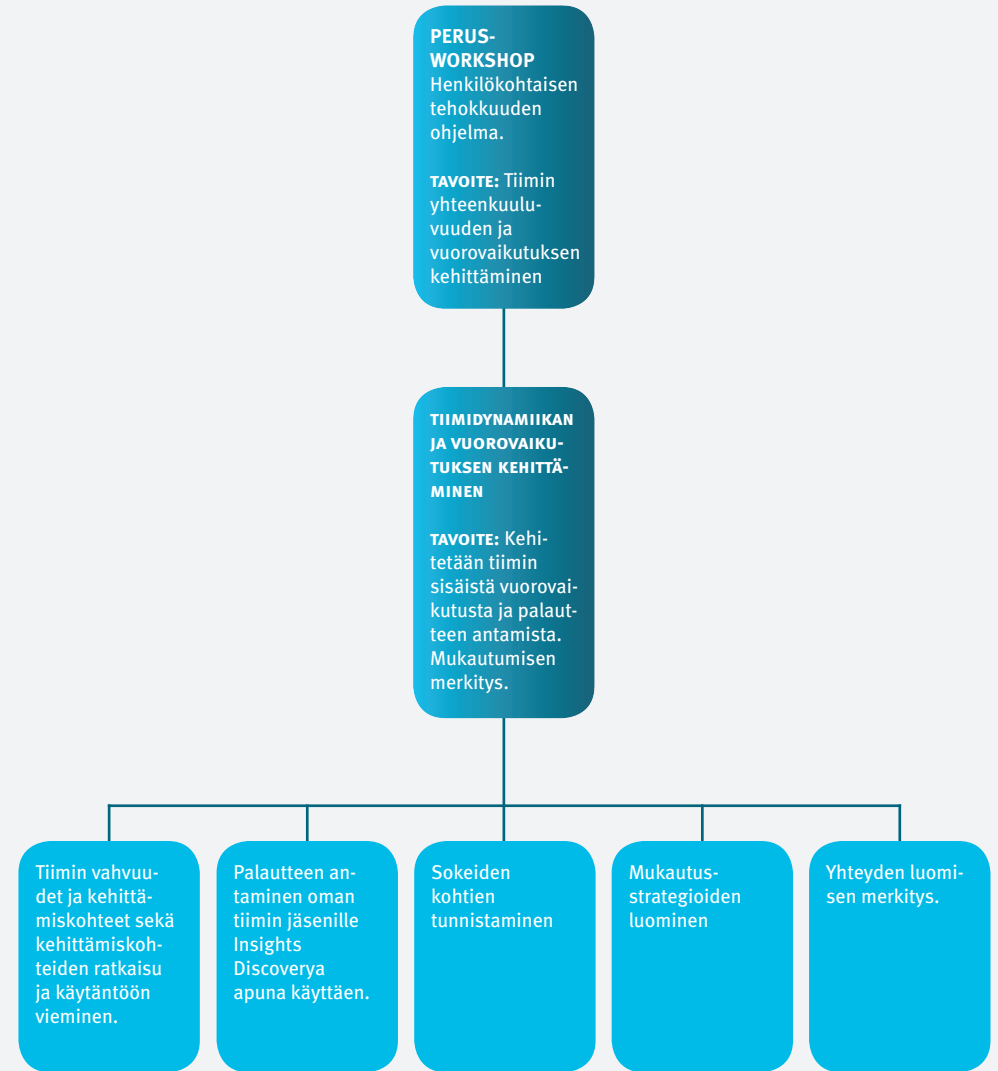 PERUS-
WORKSHOP
Henkilökohtaisen
tehokkuuden
ohjelma.
TAVOITE: Tiimin
yhteenkuulu-
vuuden ja
vuorovaikutuksen
kehittäminen
TIIMIDYNAMIIKAN
JA VUOROVAIKU-
TUKSEN KEHITTÄ-
MINEN
TAVOITE: Kehi-
tetään tiimin
sisäistä vuorovai-
kutusta ja palaut-
teen antamista.
Mukautumisen
merkitys.
Tiimin vahvuu-
det ja kehittä-
miskohteet sekä
kehittämiskoh-
teiden ratkaisu
ja käytäntöön
vieminen.
Palautteen an-
taminen oman
tiimin jäsenille
Insights
Discoverya
apuna käyttäen.
Sokeiden
kohtien
tunnistaminen
Mukautus-
strategioiden
luominen
Yhteyden luomi-
sen merkitys.